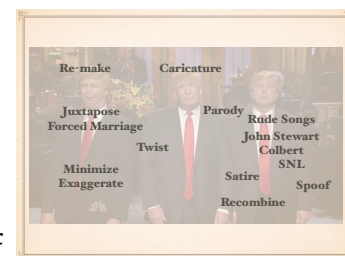 Re-make
Caricature
Juxtapose
Forced Marriage
Parody
Rude Songs
John Stewart
Colbert
SNL
Twist
Minimize
Exaggerate
Satire
Spoof
Recombine